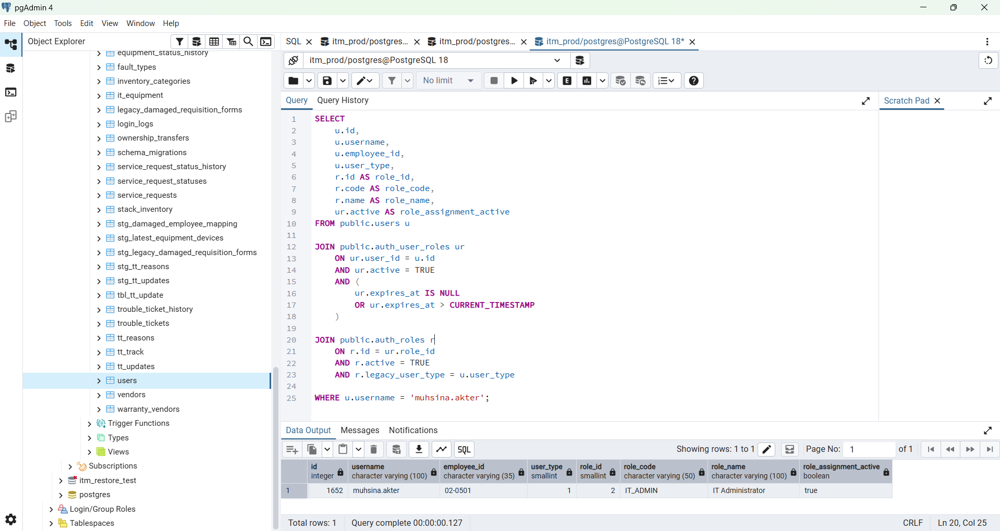 pgAdmin 4
File Object Tools Edit View Window Help
Object Explorer
equipment_status_history
fault_types
inventory_categories
it_equipment
legacy_damaged_requisition_forms
login_logs
ownership_transfers
schema_migrations
service_request_status_history
service_request_statuses
service_requests
stack_inventory
stg_damaged_employee_mapping
stg_latest_equipment_devices
stg_legacy_damaged_requisition_forms
stg_tt_reasons
stg_tt_updates
tbl_tt_update
trouble_ticket_history
trouble_tickets
tt_reasons
tt_track
tt_updates
users
vendors
warranty_vendors
Trigger Functions
Types
Views
Subscriptions
itm_restore_test
postgres
Login/Group Roles
Tablespaces
SQL itm_prod/postgres... itm_prod/postgres... itm_prod/postgres@PostgreSQL 18*
itm_prod/postgres@PostgreSQL 18
No limit E
Query Query History
Scratch Pad
1 SELECT
2 u.id,
3 u.username,
4 u.employee_id,
5 u.user_type,
6 r.id AS role_id,
7 r.code AS role_code,
8 r.name AS role_name,
9 ur.active AS role_assignment_active
10 FROM public.users u
11
12 JOIN public.auth_user_roles ur
13 ON ur.user_id = u.id
14 AND ur.active = TRUE
15 AND (
16 ur.expires_at IS NULL
17 OR ur.expires_at > CURRENT_TIMESTAMP
18 )
19
20 JOIN public.auth_roles r
21 ON r.id = ur.role_id
22 AND r.active = TRUE
23 AND r.legacy_user_type = u.user_type
24
25 WHERE u.username = 'muhsina.akter';
Data Output Messages Notifications
SQL Showing rows: 1 to 1 Page No: 1 of 1
id username employee_id user_type role_id role_code role_name role_assignment_active
integer character varying (100) character varying (35) smallint smallint character varying (50) character varying (100) boolean
1 1652 muhsina.akter 02-0501 1 2 IT_ADMIN IT Administrator true
Total rows: 1 Query complete 00:00:00.127 CRLF Ln 20, Col 25